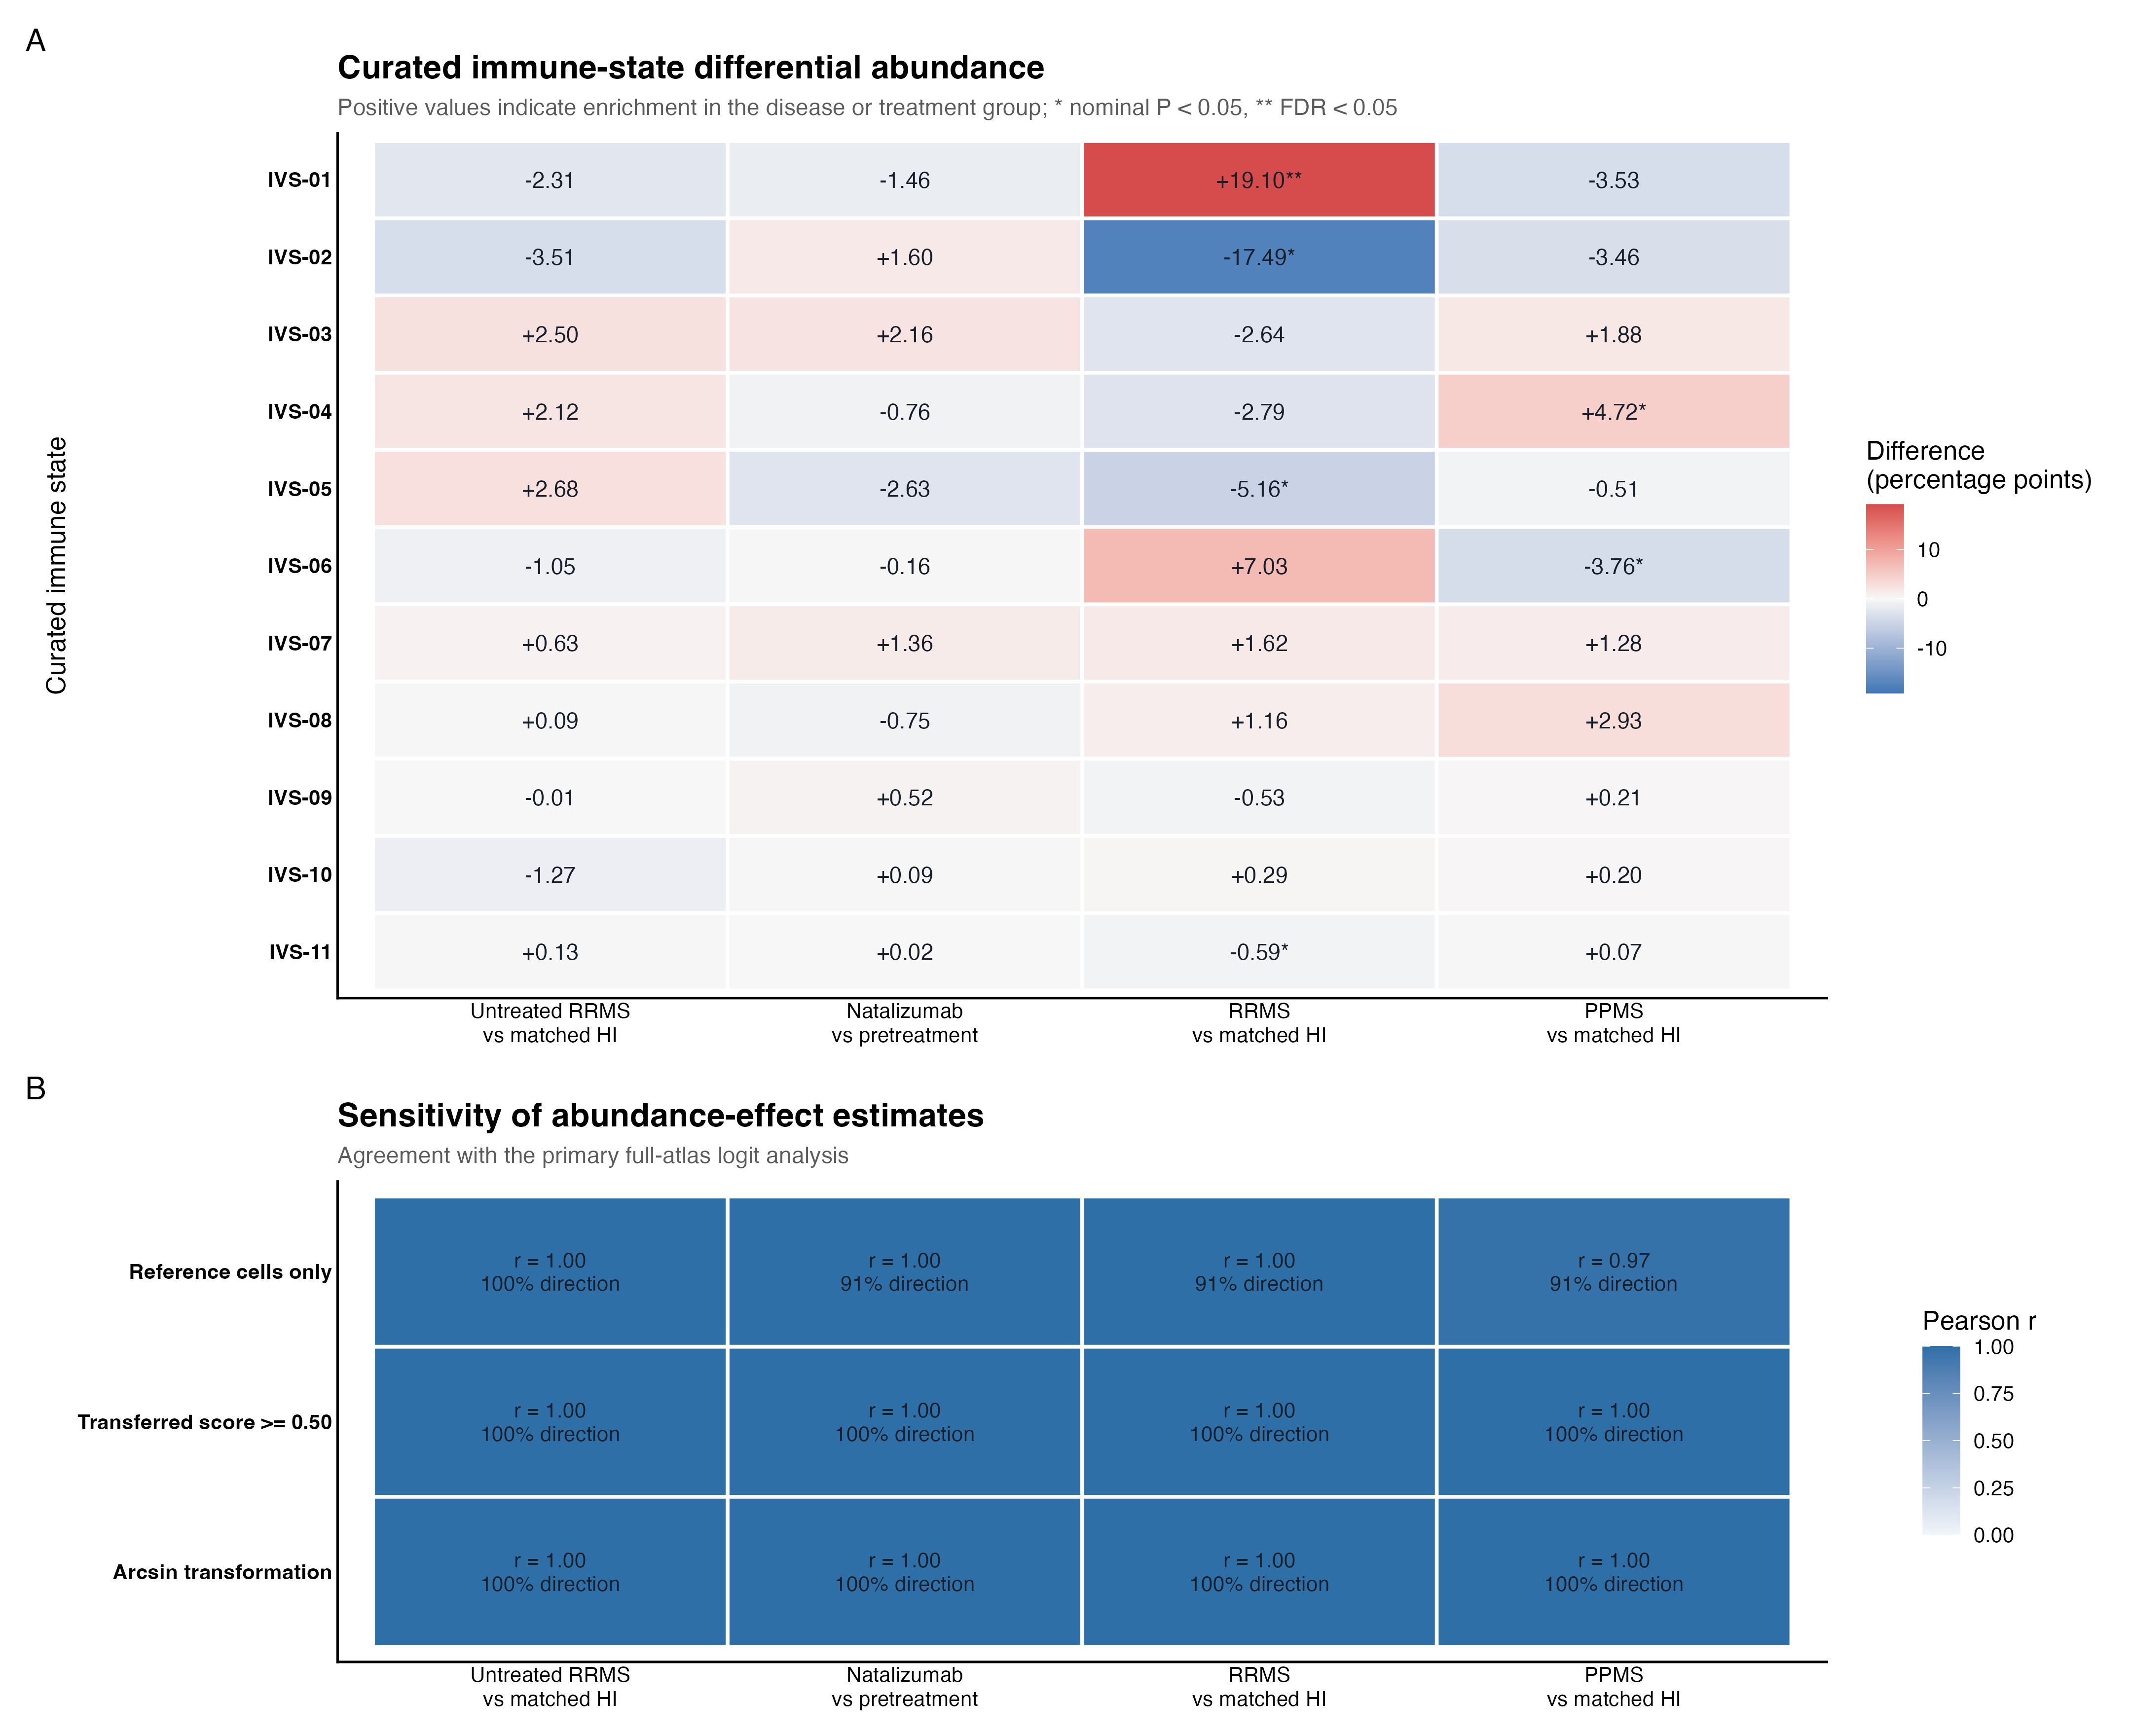 A
Curated immune-state differential abundance
Positive values indicate enrichment in the disease or treatment group; * nominal P < 0.05, ** FDR < 0.05
Curated immune state
IVS-01 -2.31 -1.46 +19.10** -3.53
IVS-02 -3.51 +1.60 -17.49* -3.46
IVS-03 +2.50 +2.16 -2.64 +1.88
IVS-04 +2.12 -0.76 -2.79 +4.72*
IVS-05 +2.68 -2.63 -5.16* -0.51
IVS-06 -1.05 -0.16 +7.03 -3.76*
IVS-07 +0.63 +1.36 +1.62 +1.28
IVS-08 +0.09 -0.75 +1.16 +2.93
IVS-09 -0.01 +0.52 -0.53 +0.21
IVS-10 -1.27 +0.09 +0.29 +0.20
IVS-11 +0.13 +0.02 -0.59* +0.07
Untreated RRMS Natalizumab RRMS PPMS
vs matched HI vs pretreatment vs matched HI vs matched HI
Difference
(percentage points)
10
0
-10
B
Sensitivity of abundance-effect estimates
Agreement with the primary full-atlas logit analysis
Reference cells only
r = 1.00 r = 1.00 r = 1.00 r = 0.97
100% direction 91% direction 91% direction 91% direction
Transferred score >= 0.50
r = 1.00 r = 1.00 r = 1.00 r = 1.00
100% direction 100% direction 100% direction 100% direction
Arcsin transformation
r = 1.00 r = 1.00 r = 1.00 r = 1.00
100% direction 100% direction 100% direction 100% direction
Untreated RRMS Natalizumab RRMS PPMS
vs matched HI vs pretreatment vs matched HI vs matched HI
Pearson r
1.00
0.75
0.50
0.25
0.00